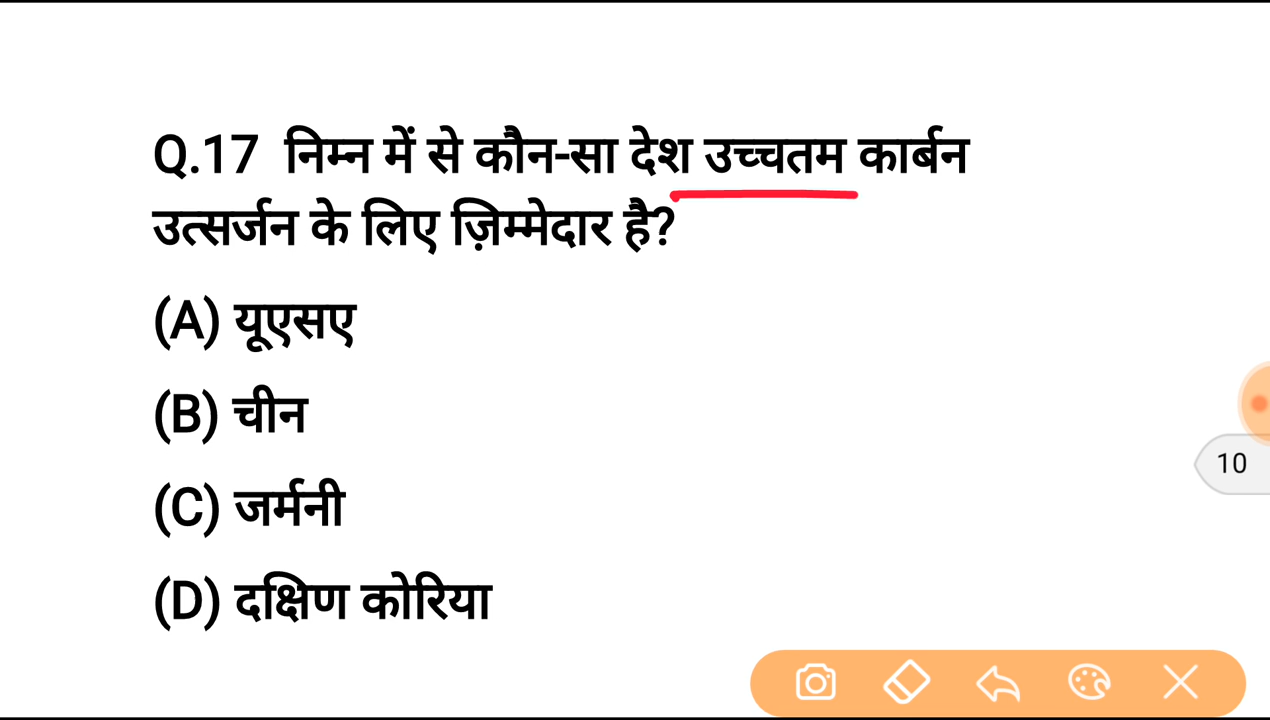 Q.17 निम्न में से कौन-सा देश उच्चतम कार्बन
उत्सर्जन के लिए ज़िम्मेदार है?
(A) यूएसए
(B) चीन
(C) जर्मनी
(D) दक्षिण कोरिया
10